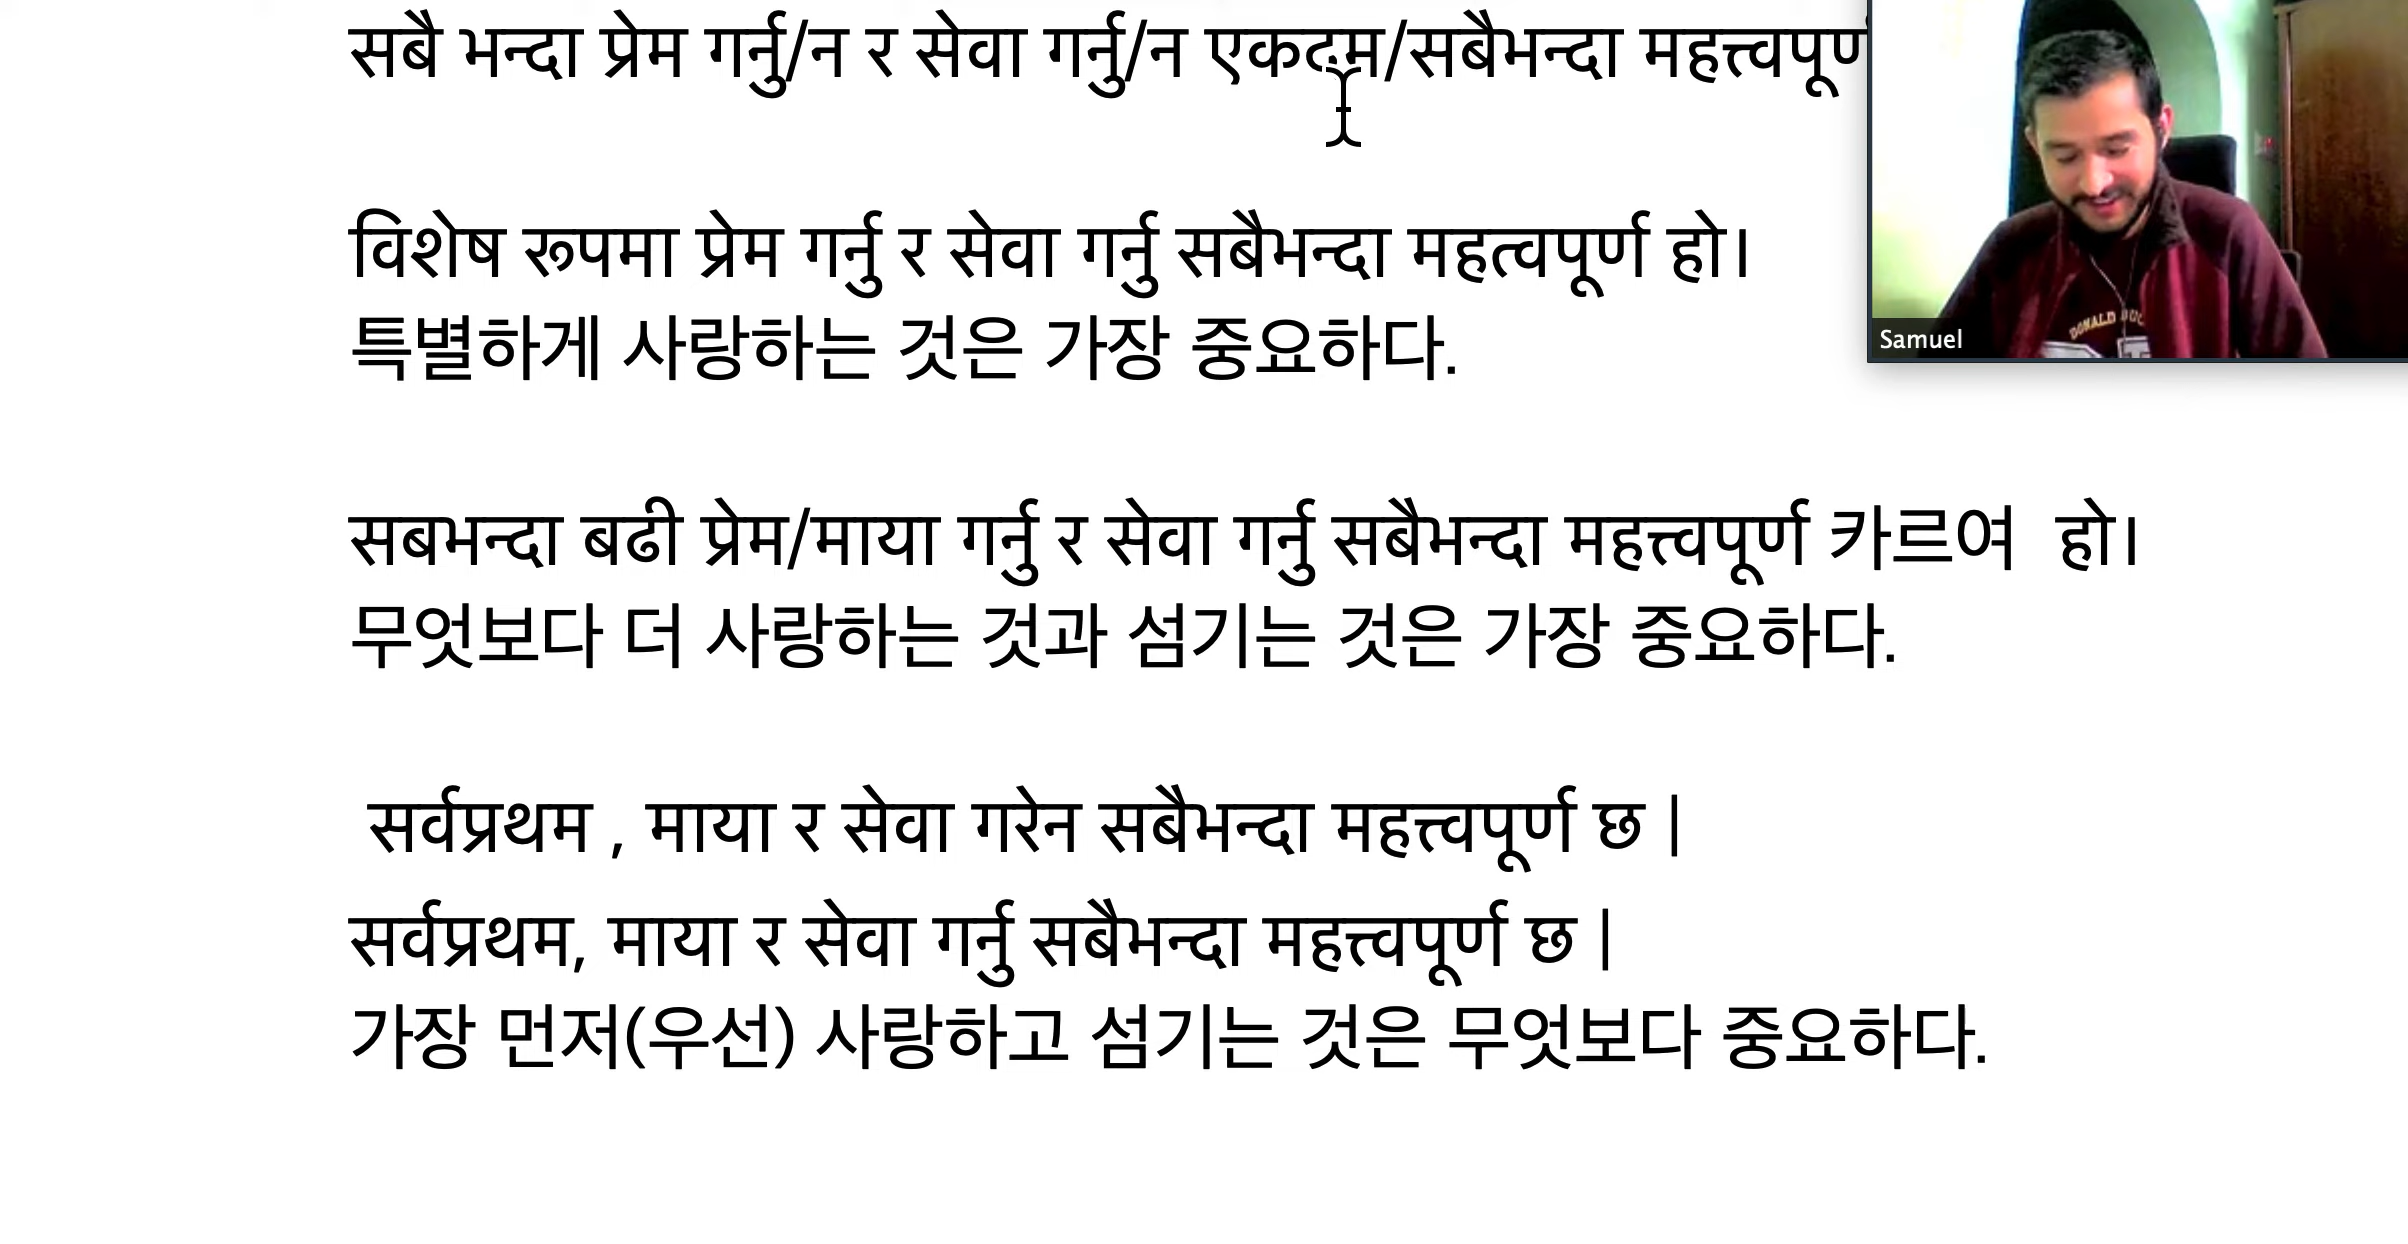 सबै भन्दा प्रेम गर्नु/न र सेवा गर्नु/न एकदम/सबैभन्दा
विशेष रूपमा प्रेम गर्नु र सेवा गर्नु सबैभन्दा महत्वपूर्ण हो।
특별하게 사랑하는 것은 가장 중요하다.
Samuel
सबभन्दा बढी प्रेम/माया गर्नु र सेवा गर्नु सबैभन्दा महत्त्वपूर्ण 카르여 हो।
무엇보다 더 사랑하는 것과 섬기는 것은 가장 중요하다.
सर्वप्रथम , माया र सेवा गरेन सबैभन्दा महत्त्वपूर्ण छ |
सर्वप्रथम, माया र सेवा गर्नु सबैभन्दा महत्त्वपूर्ण छ |
가장 먼저(우선) 사랑하고 섬기는 것은 무엇보다 중요하다.